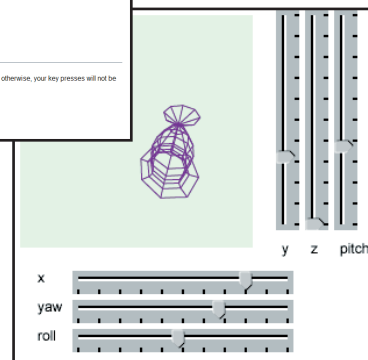 otherwise, your key presses will not be
y z pitch
x
yaw
roll